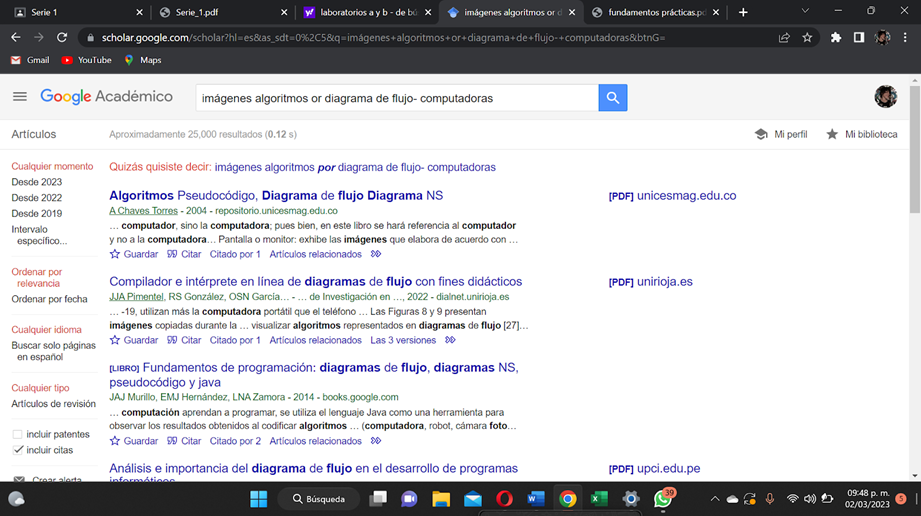 Serie 1
Serie_1.pdf
laboratorios a y b - de bú
imágenes algoritmos or d
fundamentos prácticas.pd
scholar.google.com/scholar?hl=es&as_sdt=0%2C5&q=imágenes+algoritmos+or+diagrama+de+flujo-+computadoras&btnG=
Gmail
YouTube
Maps
Google Académico
imágenes algoritmos or diagrama de flujo- computadoras
Artículos
Aproximadamente 25,000 resultados (0.12 s)
Mi perfil
Mi biblioteca
Cualquier momento
Desde 2023
Desde 2022
Desde 2019
Intervalo
específico...
Ordenar por
relevancia
Ordenar por fecha
Cualquier idioma
Buscar solo páginas
en español
Cualquier tipo
Artículos de revisión
incluir patentes
incluir citas
Crear alerta
Quizás quisiste decir: imágenes algoritmos por diagrama de flujo- computadoras
Algoritmos Pseudocódigo, Diagrama de flujo Diagrama NS
A Chaves Torres - 2004 - repositorio.unicesmag.edu.co
… computador, sino la computadora; pues bien, en este libro se hará referencia al computador
y no a la computadora… Pantalla o monitor: exhibe las imágenes que elabora de acuerdo con …
Guardar Citar Citado por 1 Artículos relacionados
[PDF] unicesmag.edu.co
Compilador e intérprete en línea de diagramas de flujo con fines didácticos
JJA Pimentel, RS González, OSN García… - … de Investigación en …, 2022 - dialnet.unirioja.es
… -19, utilizan más la computadora portátil que el teléfono … Las Figuras 8 y 9 presentan
imágenes copiadas durante la … visualizar algoritmos representados en diagramas de flujo [27]…
Guardar Citar Citado por 1 Artículos relacionados Las 3 versiones
[PDF] unirioja.es
[LIBRO] Fundamentos de programación: diagramas de flujo, diagramas NS,
pseudocódigo y java
JAJ Murillo, EMJ Hernández, LNA Zamora - 2014 - books.google.com
… computación aprendan a programar, se utiliza el lenguaje Java como una herramienta para
observar los resultados obtenidos al codificar algoritmos … (computadora, robot, cámara foto…
Guardar Citar Citado por 2 Artículos relacionados
Análisis e importancia del diagrama de flujo en el desarrollo de programas
informáticos
[PDF] upci.edu.pe
Búsqueda
39
09:48 p. m.
02/03/2023
5